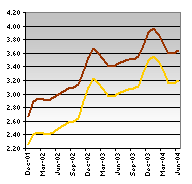 4.20
4.00
3.80
3.60
3.40
3.20
3.00
2.80
2.60
2.40
2.20
Dec-01
Mar-02
Jun-02
Sep-02
Dec-02
Mar-03
Jun-03
Sep-03
Dec-03
Mar-04
Jun-04